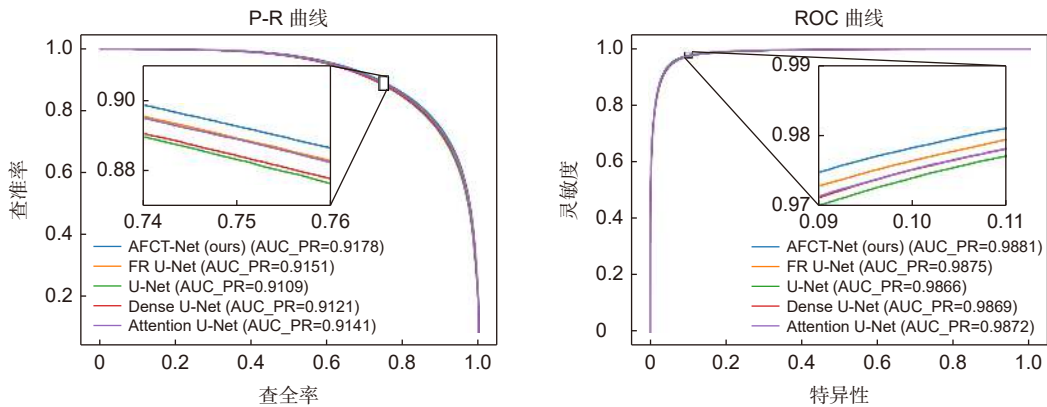 P-R 曲线
1.0
0.8
0.6
0.4
0.2
查准率
0.90
0.88
0.74
0.75
0.76
AFCT-Net (ours) (AUC_PR=0.9178)
FR U-Net (AUC_PR=0.9151)
U-Net (AUC_PR=0.9109)
Dense U-Net (AUC_PR=0.9121)
Attention U-Net (AUC_PR=0.9141)
0 0.2 0.4 0.6 0.8 1.0
查全率
ROC 曲线
1.0
0.8
0.6
0.4
0.2
0
灵敏度
0.99
0.98
0.97
0.09
0.10
0.11
AFCT-Net (ours) (AUC_PR=0.9881)
FR U-Net (AUC_PR=0.9875)
U-Net (AUC_PR=0.9866)
Dense U-Net (AUC_PR=0.9869)
Attention U-Net (AUC_PR=0.9872)
0 0.2 0.4 0.6 0.8 1.0
特异性